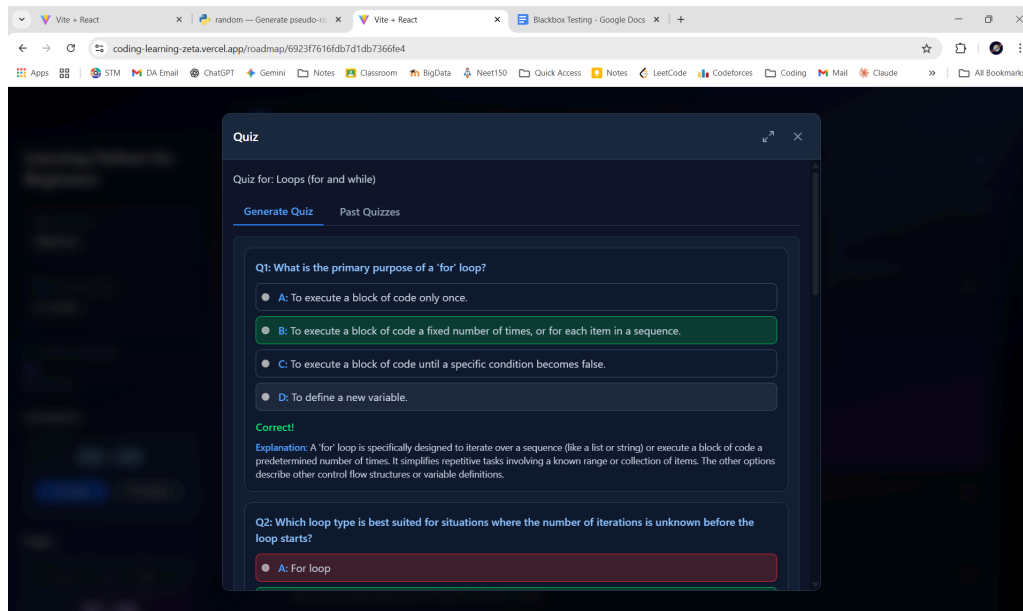 Vite + React
random — Generate pseudo-ra
Vite + React
Blackbox Testing - Google Docs
coding-learning-zeta.vercel.app/roadmap/6923f7616fdb7d1db7366fe4
Apps STM DA Email ChatGPT Gemini Notes Classroom BigData Neet150 Quick Access Notes LeetCode Codeforces Coding Mail Claude » All Bookmarks
Quiz
Quiz for: Loops (for and while)
Generate Quiz Past Quizzes
Q1: What is the primary purpose of a 'for' loop?
A: To execute a block of code only once.
B: To execute a block of code a fixed number of times, or for each item in a sequence.
C: To execute a block of code until a specific condition becomes false.
D: To define a new variable.
Correct!
Explanation: A 'for' loop is specifically designed to iterate over a sequence (like a list or string) or execute a block of code a
predetermined number of times. It simplifies repetitive tasks involving a known range or collection of items. The other options
describe other control flow structures or variable definitions.
Q2: Which loop type is best suited for situations where the number of iterations is unknown before the
loop starts?
A: For loop